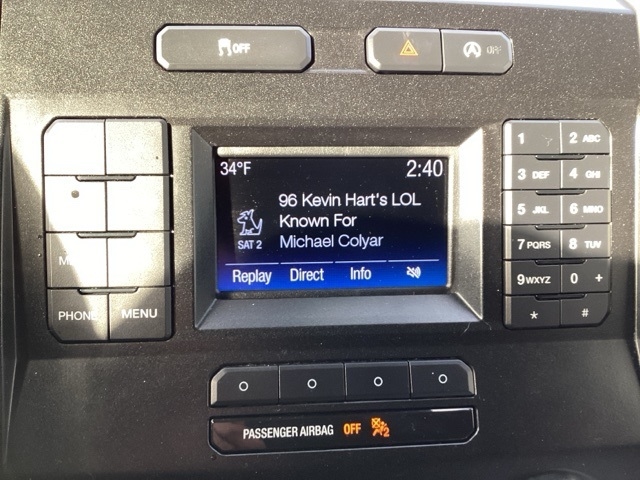 OFF
OFF
34°F 2:40
96 Kevin Hart's LOL
Known For
Michael Colyar
SAT 2
Replay Direct Info
PHONE MENU
1 2 ABC
3 DEF 4 GHI
5 JKL 6 MNO
7 PQRS 8 TUV
9 WXYZ 0 +
* #
PASSENGER AIRBAG OFF 2